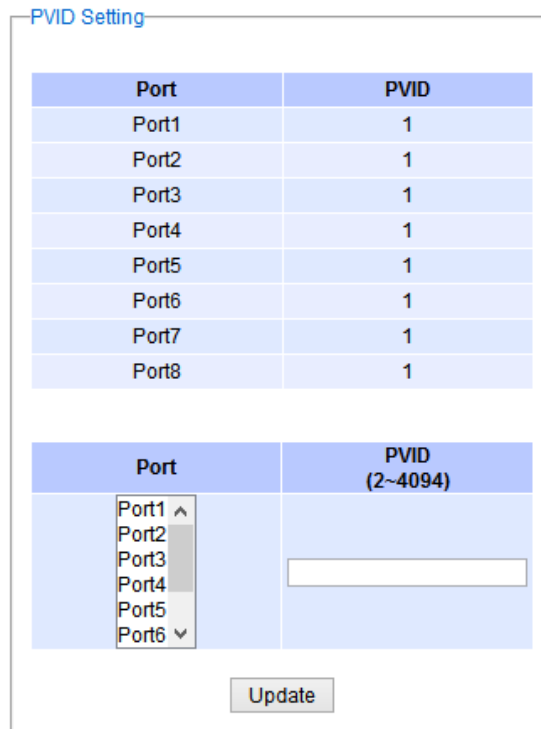 PVID Setting
Port PVID
Port1 1
Port2 1
Port3 1
Port4 1
Port5 1
Port6 1
Port7 1
Port8 1
Port PVID
(2~4094)
Port1
Port2
Port3
Port4
Port5
Port6
Update